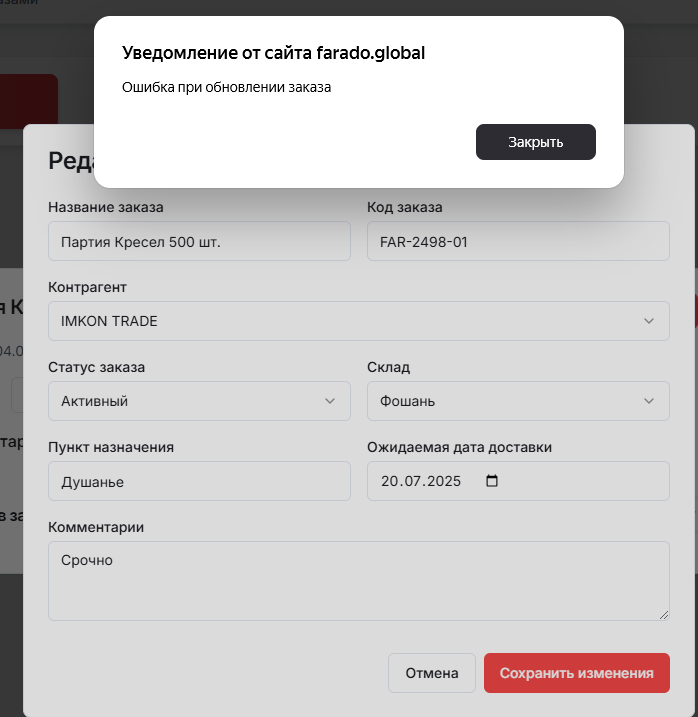 Уведомление от сайта farado.global
Ошибка при обновлении заказа
Закрыть
Название заказа
Код заказа
Партия Кресел 500 шт.
FAR-2498-01
Контрагент
IMKON TRADE
Статус заказа
Склад
Активный
Фошань
Пункт назначения
Ожидаемая дата доставки
Душанье
20.07.2025
Комментарии
Срочно
Отмена
Сохранить изменения